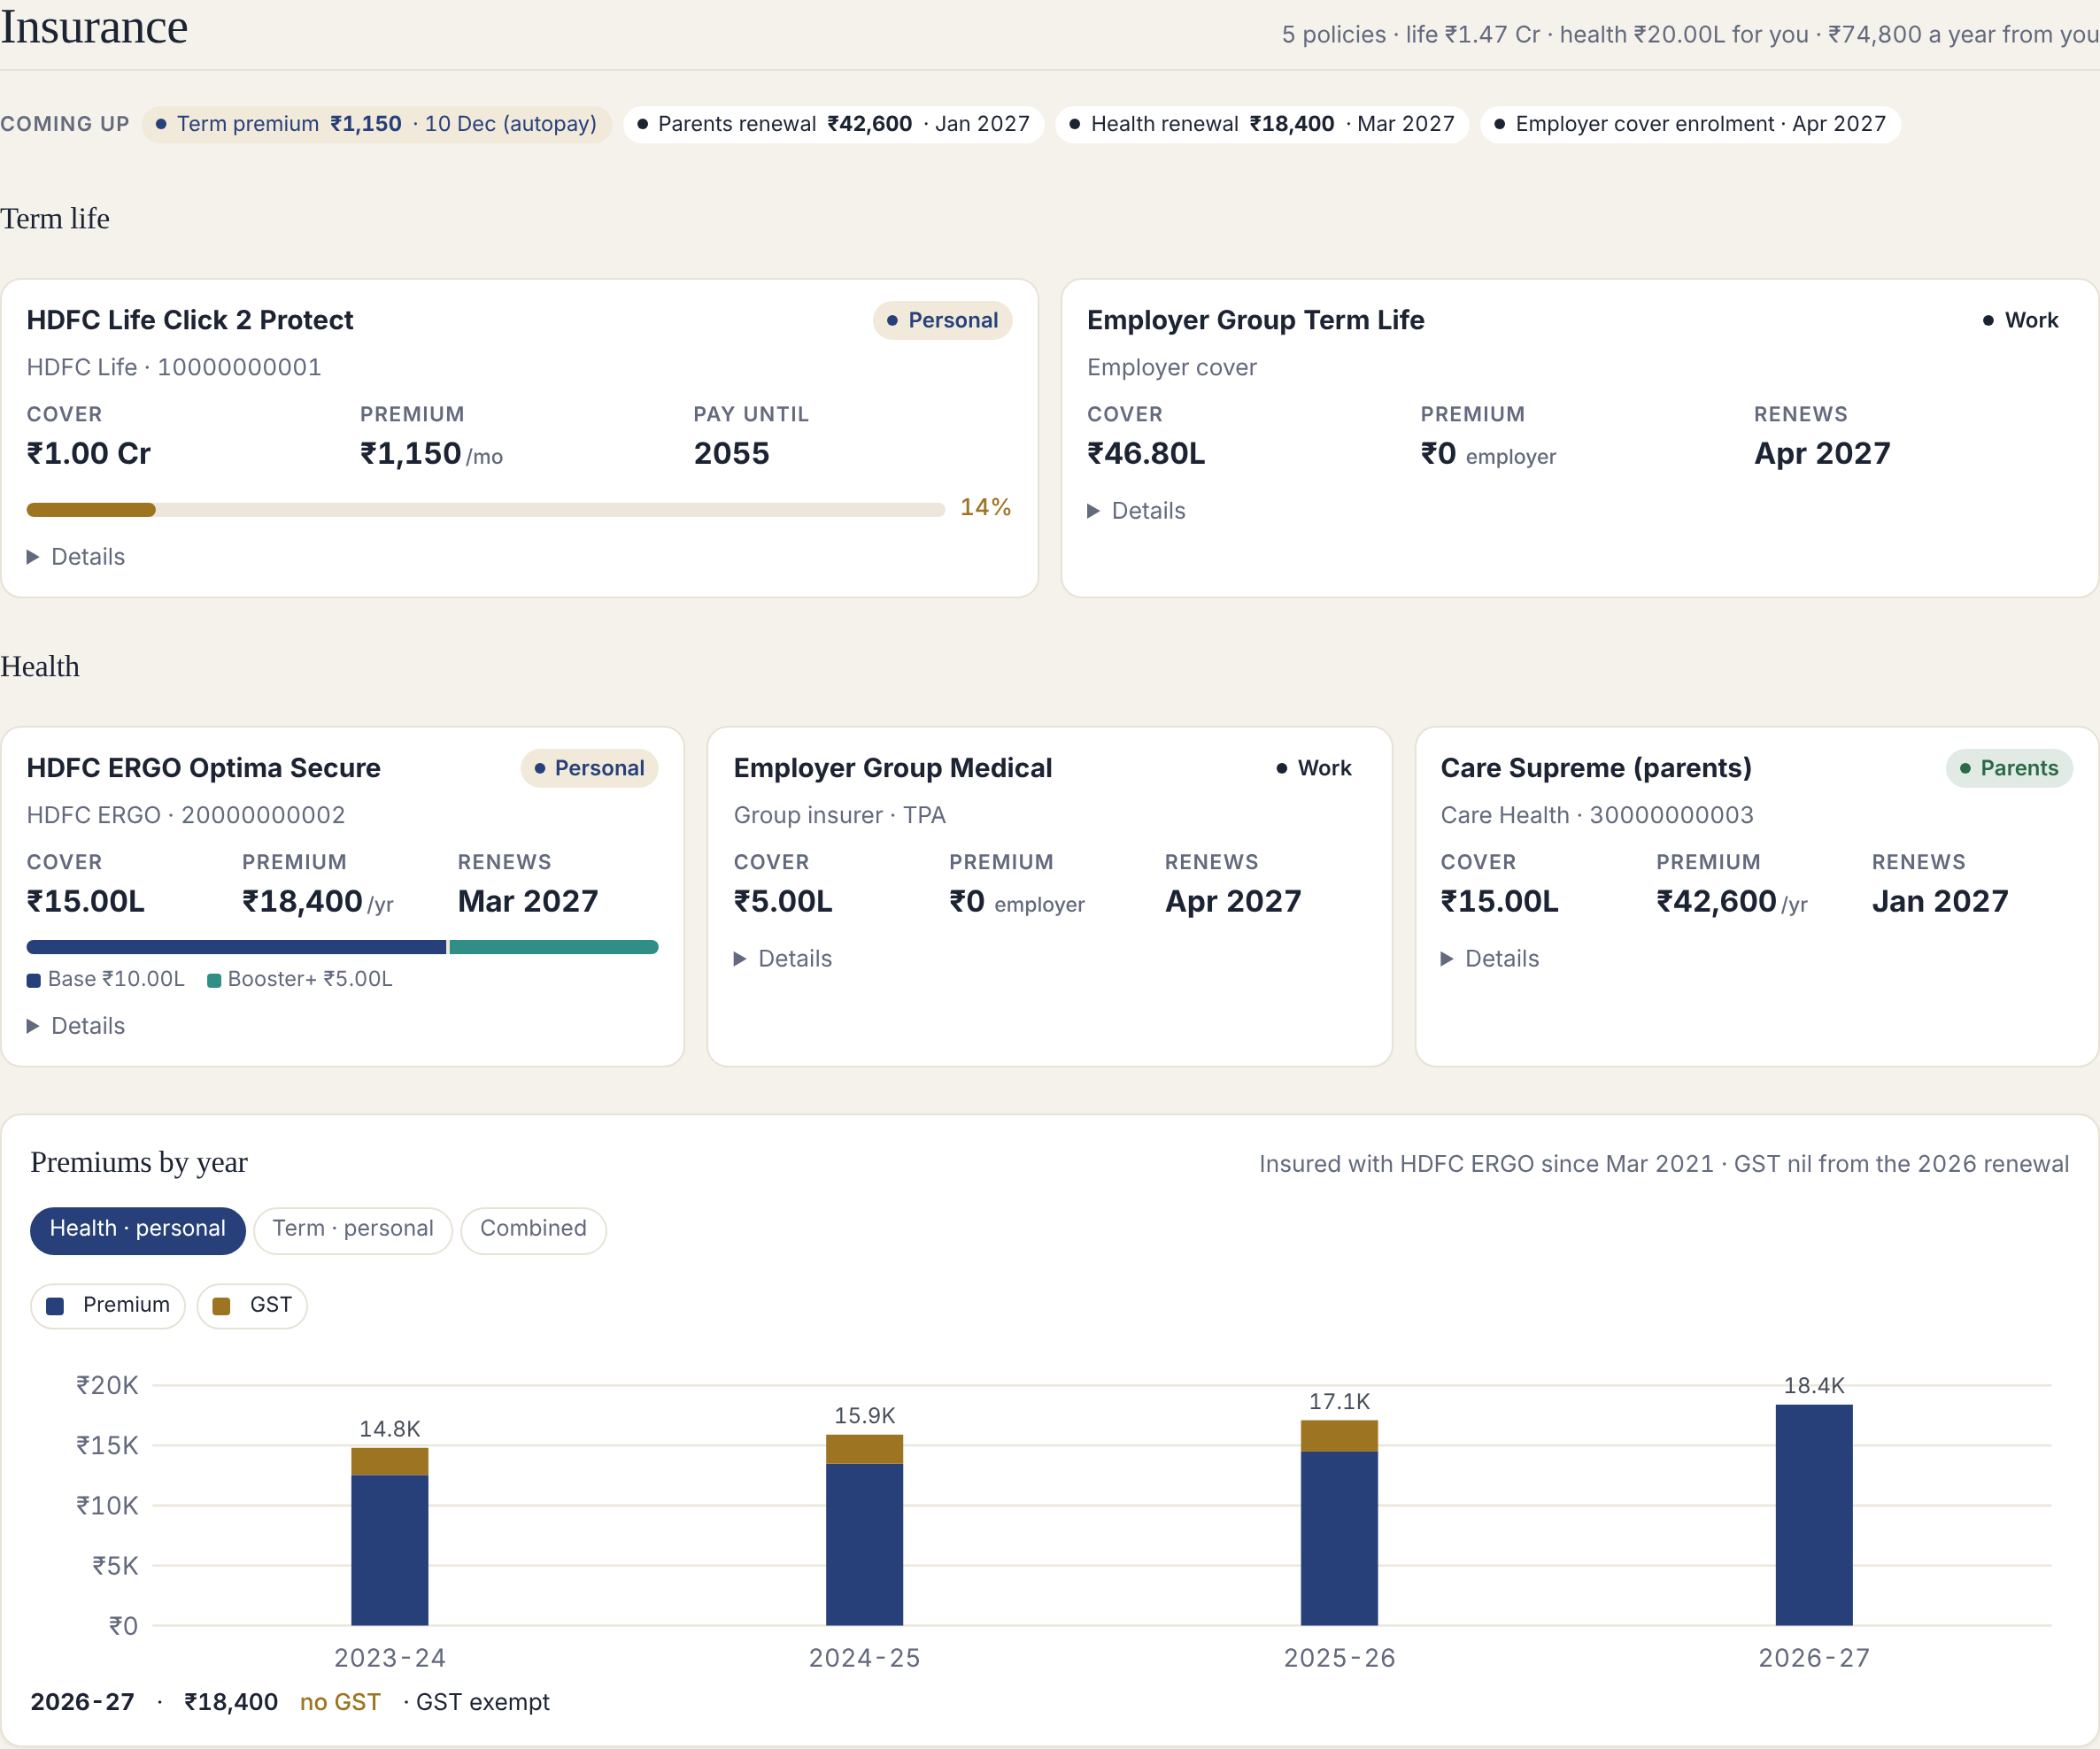 Insurance
5 policies · life ₹1.47 Cr · health ₹20.00L for you · ₹74,800 a year from you
COMING UP
Term premium ₹1,150 · 10 Dec (autopay)
Parents renewal ₹42,600 · Jan 2027
Health renewal ₹18,400 · Mar 2027
Employer cover enrolment · Apr 2027
Term life
HDFC Life Click 2 Protect
Personal
HDFC Life · 10000000001
COVER
PREMIUM
PAY UNTIL
₹1.00 Cr
₹1,150 /mo
2055
14%
Details
Employer Group Term Life
Work
Employer cover
COVER
PREMIUM
RENEWS
₹46.80L
₹0 employer
Apr 2027
Details
Health
HDFC ERGO Optima Secure
Personal
HDFC ERGO · 20000000002
COVER
PREMIUM
RENEWS
₹15.00L
₹18,400 /yr
Mar 2027
Base ₹10.00L
Booster+ ₹5.00L
Details
Employer Group Medical
Work
Group insurer · TPA
COVER
PREMIUM
RENEWS
₹5.00L
₹0 employer
Apr 2027
Details
Care Supreme (parents)
Parents
Care Health · 30000000003
COVER
PREMIUM
RENEWS
₹15.00L
₹42,600 /yr
Jan 2027
Details
Premiums by year
Insured with HDFC ERGO since Mar 2021 · GST nil from the 2026 renewal
Health · personal
Term · personal
Combined
Premium
GST
₹20K
₹15K
₹10K
₹5K
₹0
14.8K
15.9K
17.1K
18.4K
2023-24
2024-25
2025-26
2026-27
2026-27 · ₹18,400 no GST · GST exempt